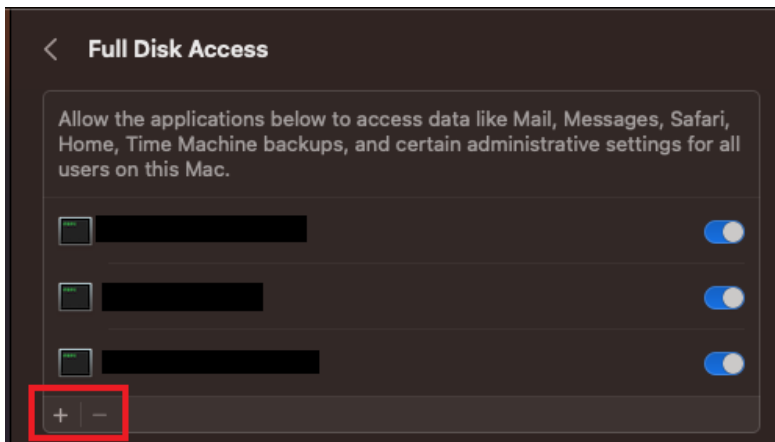 Full Disk Access
Allow the applications below to access data like Mail, Messages, Safari,
Home, Time Machine backups, and certain administrative settings for all
users on this Mac.